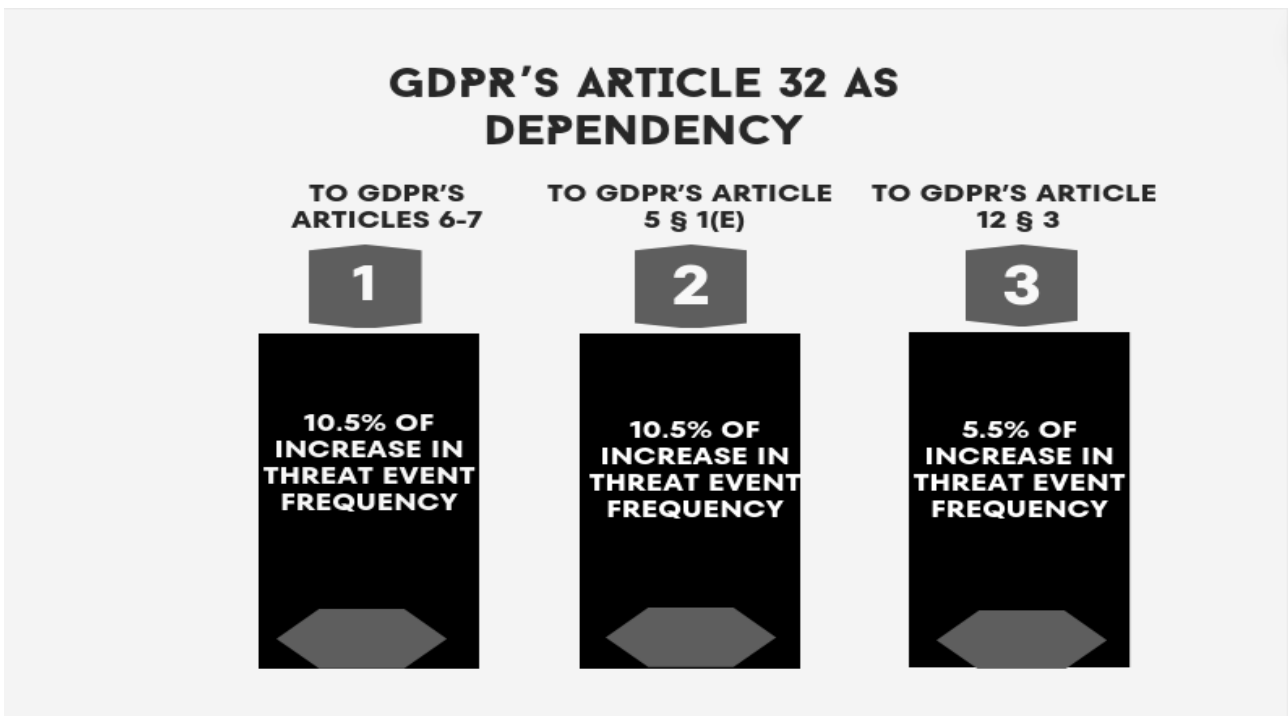 GDPR'S ARTICLE 32 AS
DEPENDENCY
TO GDPR'S
ARTICLES 6-7
1
10.5% OF
INCREASE IN
THREAT EVENT
FREQUENCY
TO GDPR'S ARTICLE
5 § 1(E)
2
10.5% OF
INCREASE IN
THREAT EVENT
FREQUENCY
TO GDPR'S ARTICLE
12 § 3
3
5.5% OF
INCREASE IN
THREAT EVENT
FREQUENCY